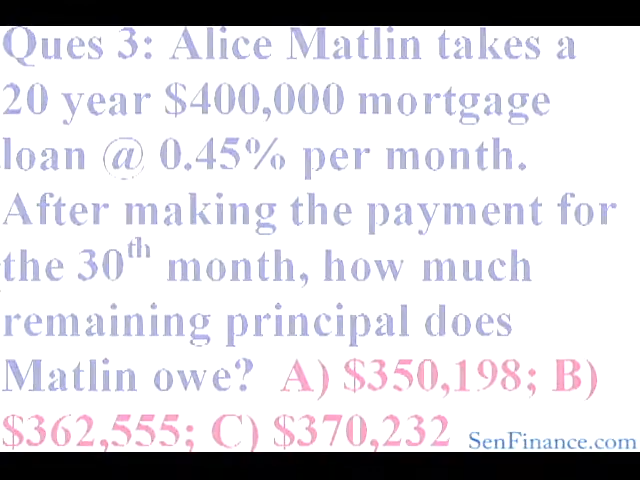 Ques 3: Alice Matlin takes a
20 year $400,000 mortgage
loan @ 0.45% per month.
After making the payment for
the 30th month, how much
remaining principal does
Matlin owe? A) $350,198; B)
$362,555; C) $370,232
SenFinance.com